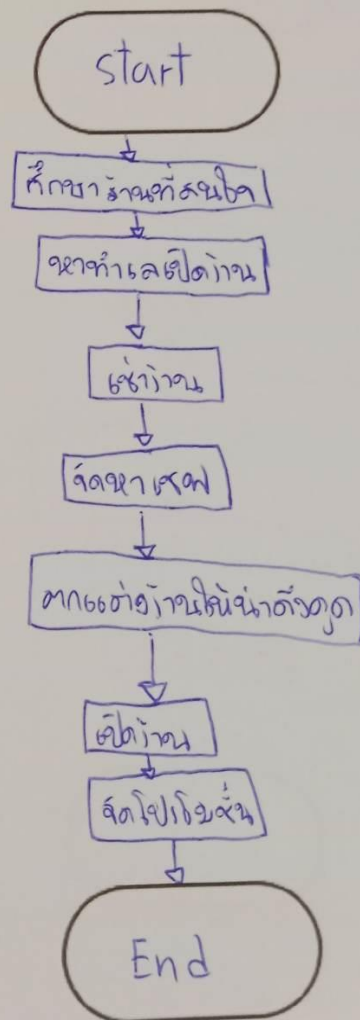 start
ศึกษาร้านที่สนใจ
หาทำเลเปิดร้าน
เช่าร้าน
จัดหาเชฟ
ตกแต่งร้านให้น่าดึงดูด
เปิดร้าน
จัดโปรโมชั่น
End